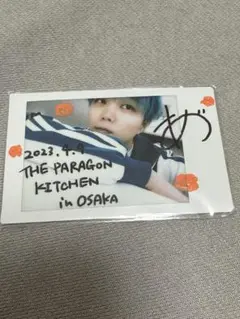 2023.4.9
THE PARAGON
KITCHEN
in OSAKA